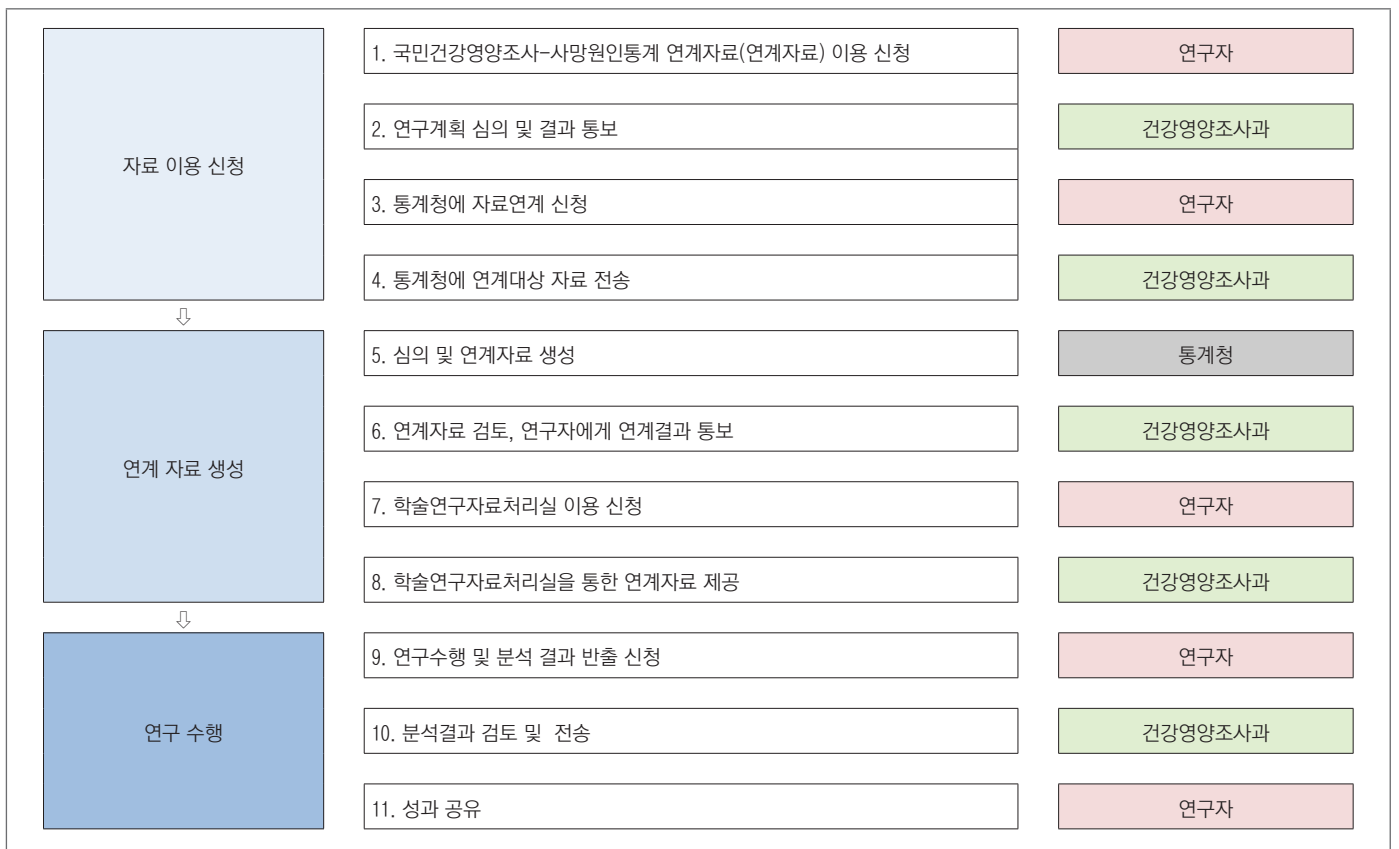 자료 이용 신청
1. 국민건강영양조사-사망원인통계 연계자료(연계자료) 이용 신청
연구자
2. 연구계획 심의 및 결과 통보
건강영양조사과
3. 통계청에 자료연계 신청
연구자
4. 통계청에 연계대상 자료 전송
건강영양조사과
⇩
연계 자료 생성
5. 심의 및 연계자료 생성
통계청
6. 연계자료 검토, 연구자에게 연계결과 통보
건강영양조사과
7. 학술연구자료처리실 이용 신청
연구자
8. 학술연구자료처리실을 통한 연계자료 제공
건강영양조사과
⇩
연구 수행
9. 연구수행 및 분석 결과 반출 신청
연구자
10. 분석결과 검토 및  전송
건강영양조사과
11. 성과 공유
연구자